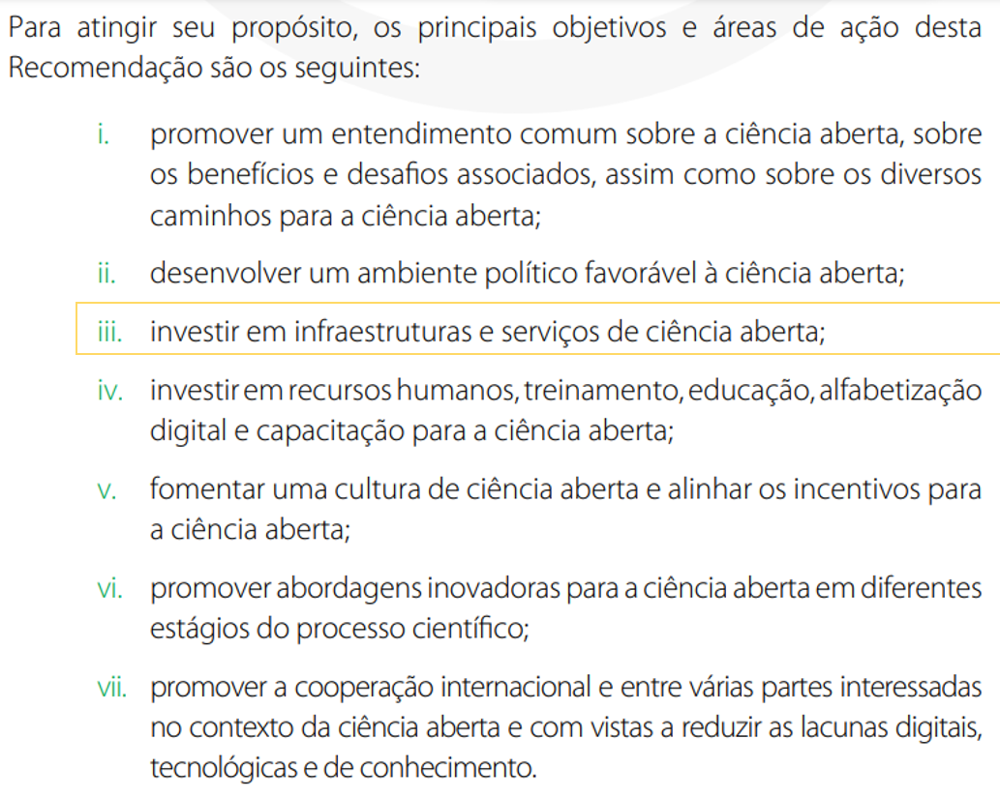 Para atingir seu propósito, os principais objetivos e áreas de ação desta
Recomendação são os seguintes:
i. promover um entendimento comum sobre a ciência aberta, sobre
os benefícios e desafios associados, assim como sobre os diversos
caminhos para a ciência aberta;
ii. desenvolver um ambiente político favorável à ciência aberta;
iii. investir em infraestruturas e serviços de ciência aberta;
iv. investir em recursos humanos, treinamento, educação, alfabetização
digital e capacitação para a ciência aberta;
v. fomentar uma cultura de ciência aberta e alinhar os incentivos para
a ciência aberta;
vi. promover abordagens inovadoras para a ciência aberta em diferentes
estágios do processo científico;
vii. promover a cooperação internacional e entre várias partes interessadas
no contexto da ciência aberta e com vistas a reduzir as lacunas digitais,
tecnológicas e de conhecimento.